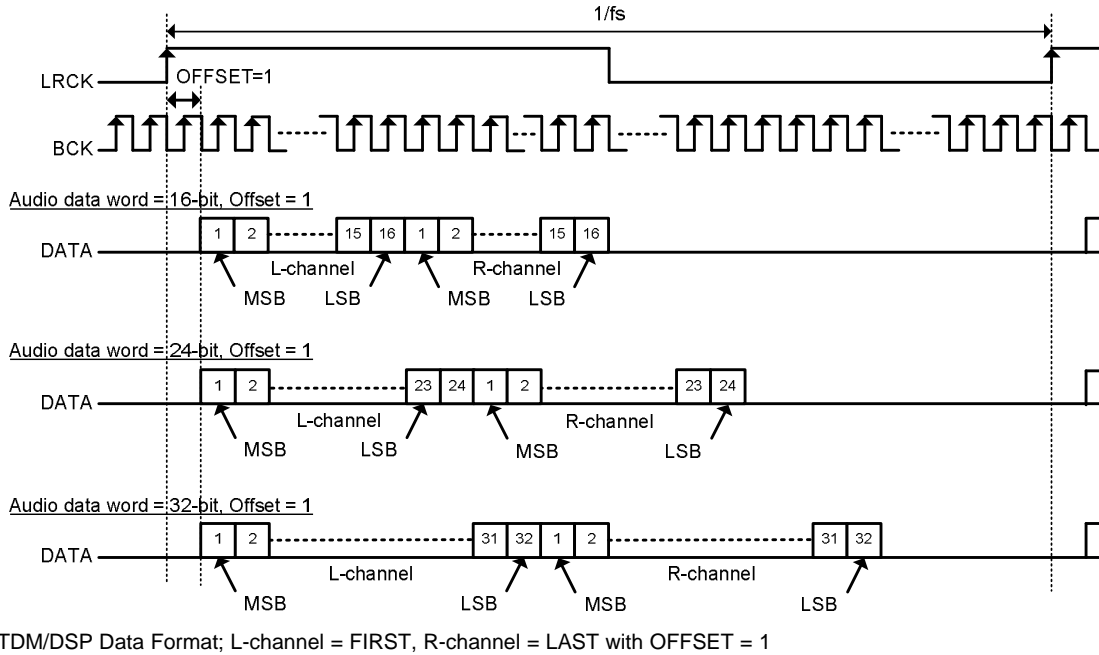 1/fs
LRCK
OFFSET=1
BCK
Audio data word = 16-bit, Offset = 1
DATA
1 2 15 16 1 2 15 16
L-channel R-channel
MSB LSB MSB LSB
Audio data word = 24-bit, Offset = 1
DATA
1 2 23 24 1 2 23 24
L-channel R-channel
MSB LSB MSB LSB
Audio data word = 32-bit, Offset = 1
DATA
1 2 31 32 1 2 31 32
L-channel R-channel
MSB LSB MSB LSB
TDM/DSP Data Format; L-channel = FIRST, R-channel = LAST with OFFSET = 1